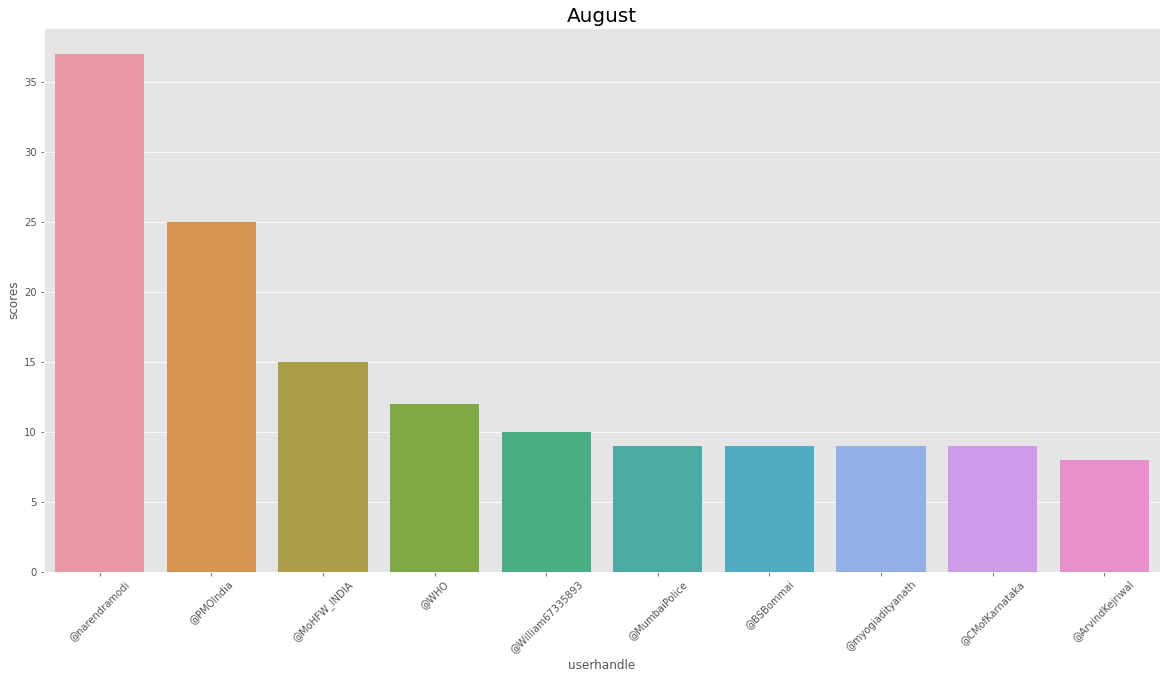 August
scores
35
30
25
20
15
10
5
0
@narendramodi
@PMOIndia
@MoHFW_INDIA
@WHO
@William67335893
@MumbaiPolice
@BSBommai
@myogiadityanath
@CMofKarnataka
@ArvindKejriwal
userhandle